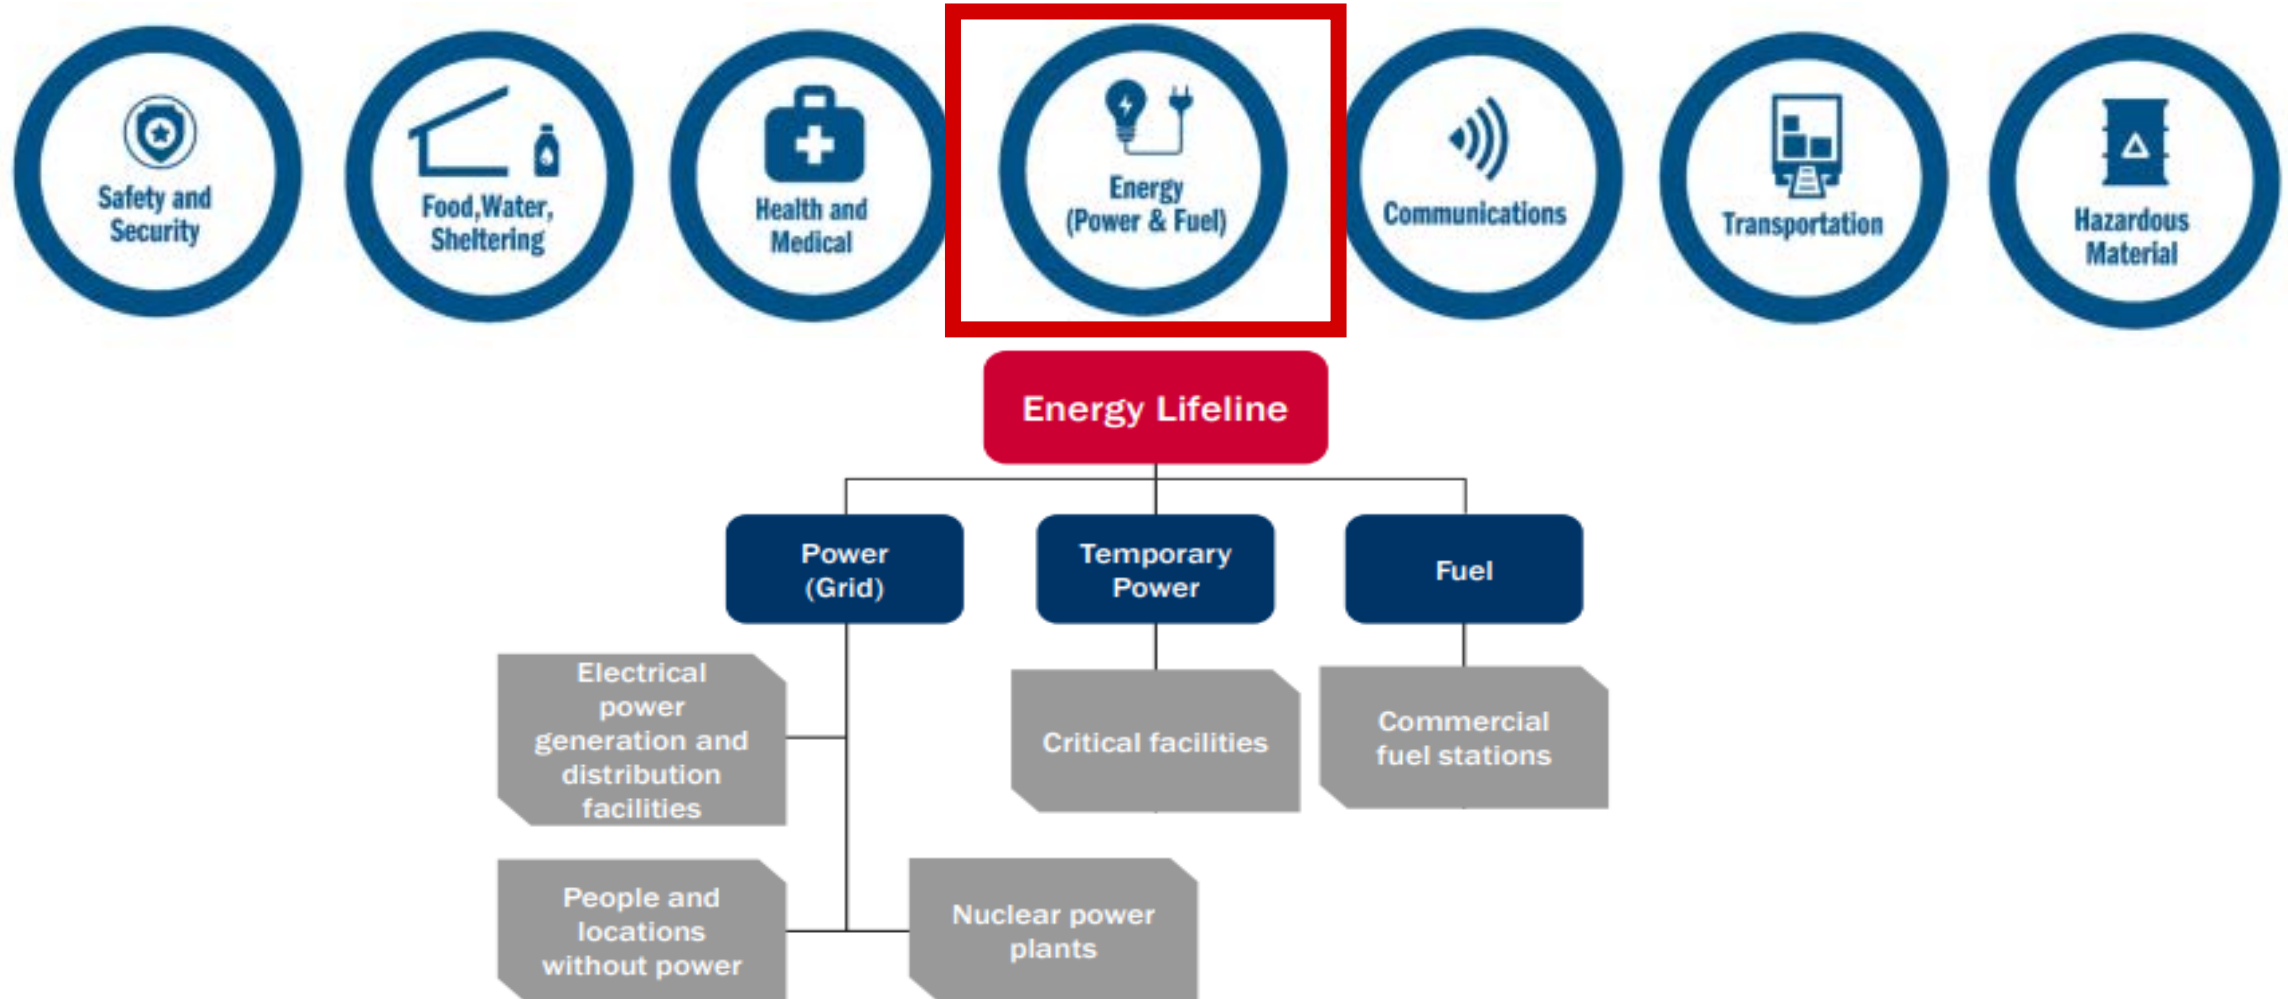 Safety and
Security
Food,Water,
Sheltering
Health and
Medical
Energy
(Power & Fuel)
Communications
Transportation
Hazardous
Material
Energy Lifeline
Power
(Grid)
Temporary
Power
Fuel
Electrical
power
generation and
distribution
facilities
Critical facilities
Commercial
fuel stations
People and
locations
without power
Nuclear power
plants